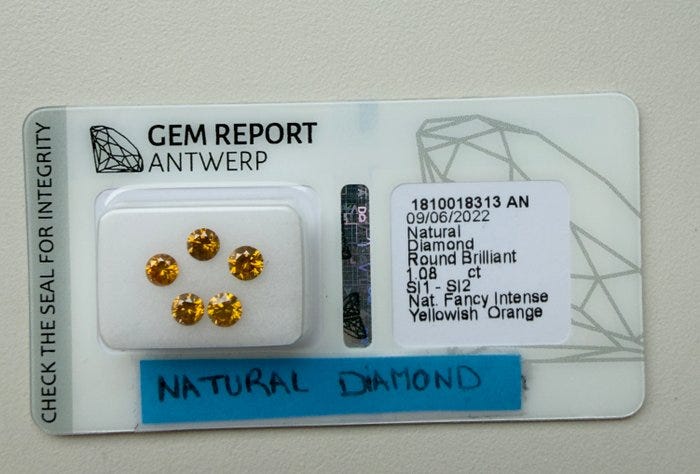 CHECK THE SEAL FOR INTEGRITY
GEM REPORT
ANTWERP
1810018313 AN
09/06/2022
Natural
Diamond
Round Brilliant
1.08 ct
SI1 - SI2
Nat. Fancy Intense
Yellowish Orange
NATURAL DIAMOND